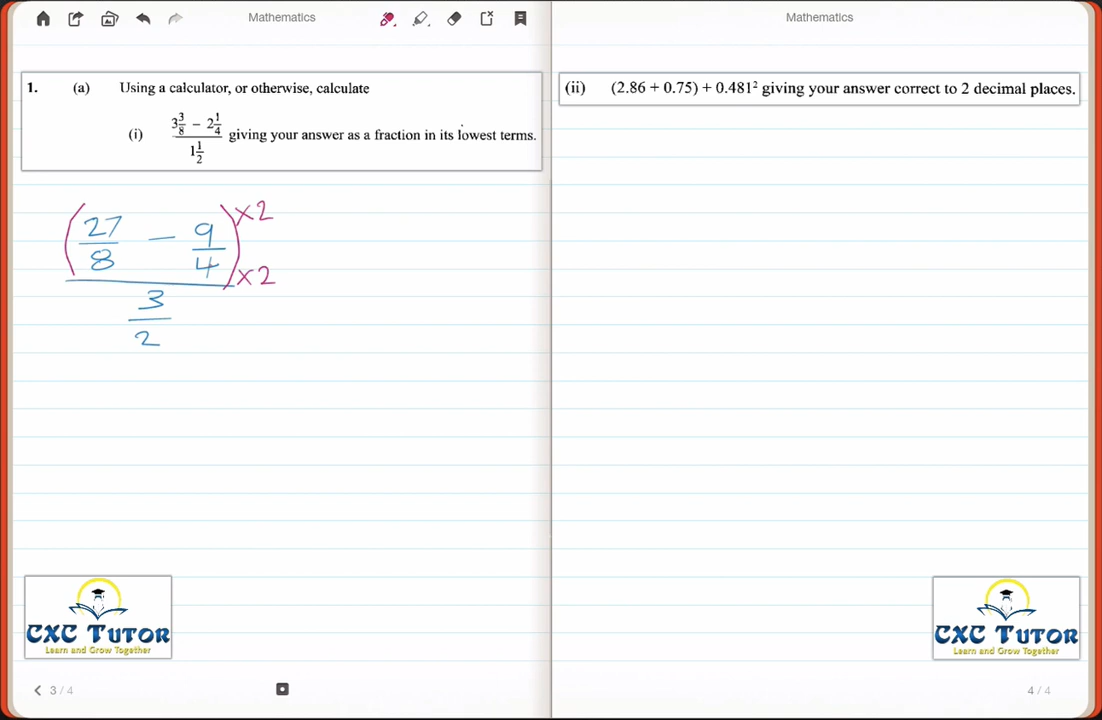 Mathematics
1. (a) Using a calculator, or otherwise, calculate
(i) 3 3/8 − 2 1/4 / 1 1/2 giving your answer as a fraction in its lowest terms.
(27/8 − 9/4) ×2 ×2
3/2
CXC TUTOR
Learn and Grow Together
3 / 4
Mathematics
(ii) (2.86 + 0.75) + 0.481² giving your answer correct to 2 decimal places.
CXC TUTOR
Learn and Grow Together
4 / 4